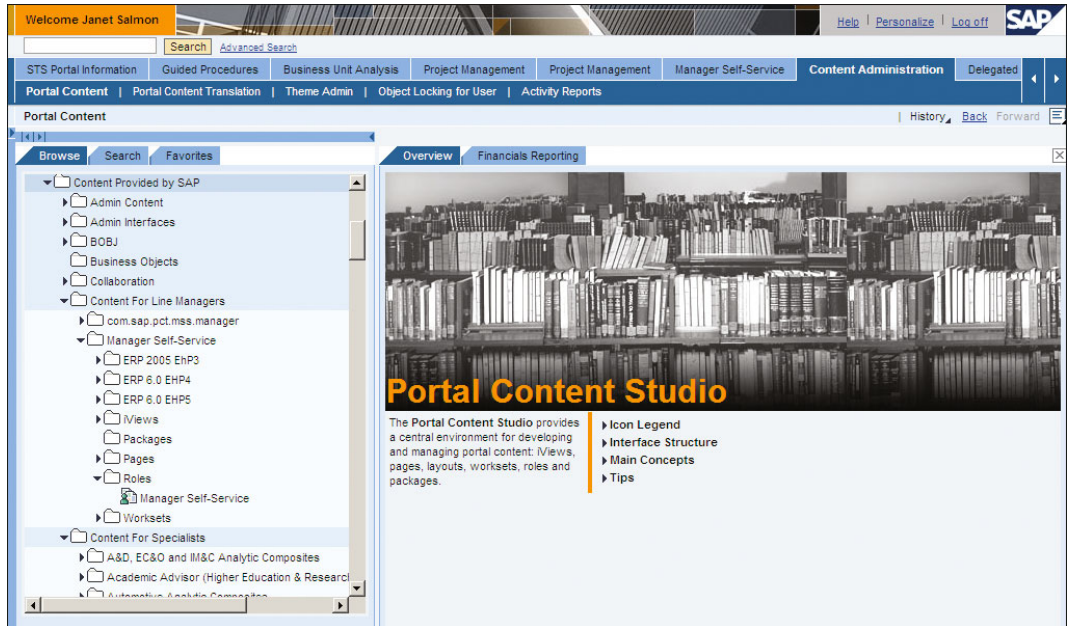 Welcome Janet Salmon
Help | Personalize | Log off
SAP
Search Advanced Search
STS Portal Information Guided Procedures Business Unit Analysis Project Management Project Management Manager Self-Service Content Administration Delegated
Portal Content | Portal Content Translation | Theme Admin | Object Locking for User | Activity Reports
Portal Content
| History Back Forward
Browse Search Favorites
Overview Financials Reporting
Content Provided by SAP
Admin Content
Admin Interfaces
BOBJ
Business Objects
Collaboration
Content For Line Managers
com.sap.pct.mss.manager
Manager Self-Service
ERP 2005 EhP3
ERP 6.0 EHP4
ERP 6.0 EHP5
iViews
Packages
Pages
Roles
Manager Self-Service
Worksets
Content For Specialists
A&D, EC&O and IM&C Analytic Composites
Academic Advisor (Higher Education & Researcl
Automotive Analytic Composites
Portal Content Studio
The Portal Content Studio provides
a central environment for developing
and managing portal content: iViews,
pages, layouts, worksets, roles and
packages.
Icon Legend
Interface Structure
Main Concepts
Tips